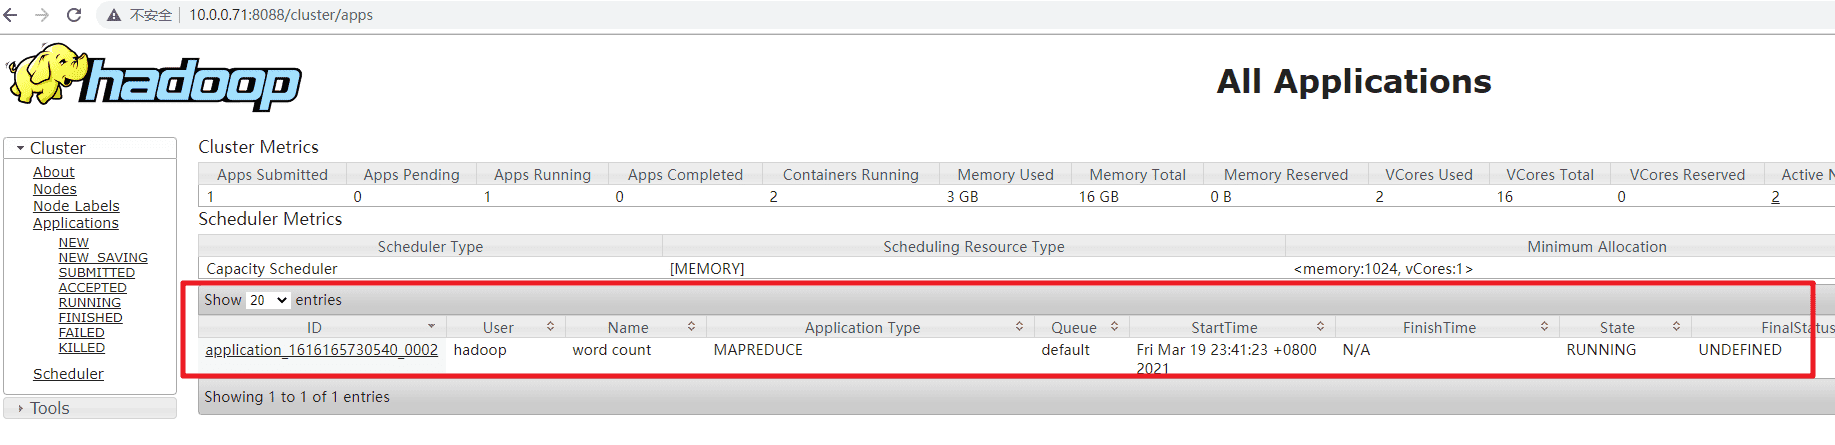 不安全 | 10.0.0.71:8088/cluster/apps
hadoop
All Applications
Cluster
About
Nodes
Node Labels
Applications
NEW
NEW_SAVING
SUBMITTED
ACCEPTED
RUNNING
FINISHED
FAILED
KILLED
Scheduler
Tools
Cluster Metrics
Apps Submitted Apps Pending Apps Running Apps Completed Containers Running Memory Used Memory Total Memory Reserved VCores Used VCores Total VCores Reserved Active N
1 0 1 0 2 3 GB 16 GB 0 B 2 16 0 2
Scheduler Metrics
Scheduler Type Scheduling Resource Type Minimum Allocation
Capacity Scheduler [MEMORY] <memory:1024, vCores:1>
Show 20 entries
ID User Name Application Type Queue StartTime FinishTime State FinalStatus
application_1616165730540_0002 hadoop word count MAPREDUCE default Fri Mar 19 23:41:23 +0800 N/A RUNNING UNDEFINED
2021
Showing 1 to 1 of 1 entries